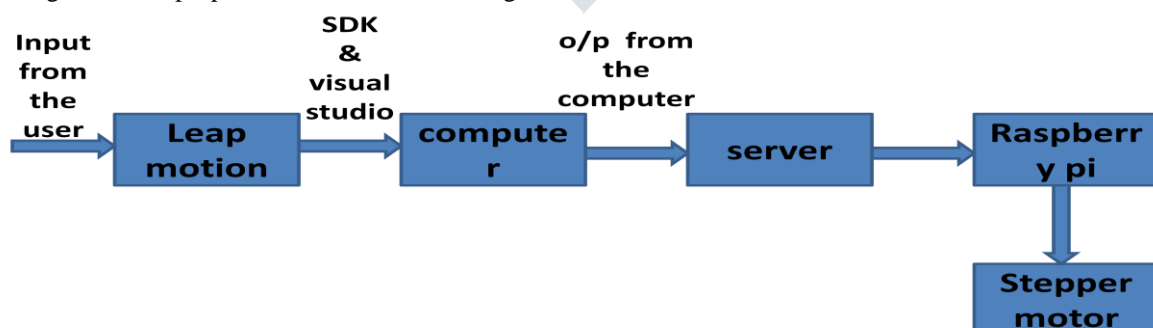 Input
from
the
user
Leap
motion
SDK
&
visual
studio
compute
r
o/p from
the
computer
server
Raspberr
y pi
Stepper
motor